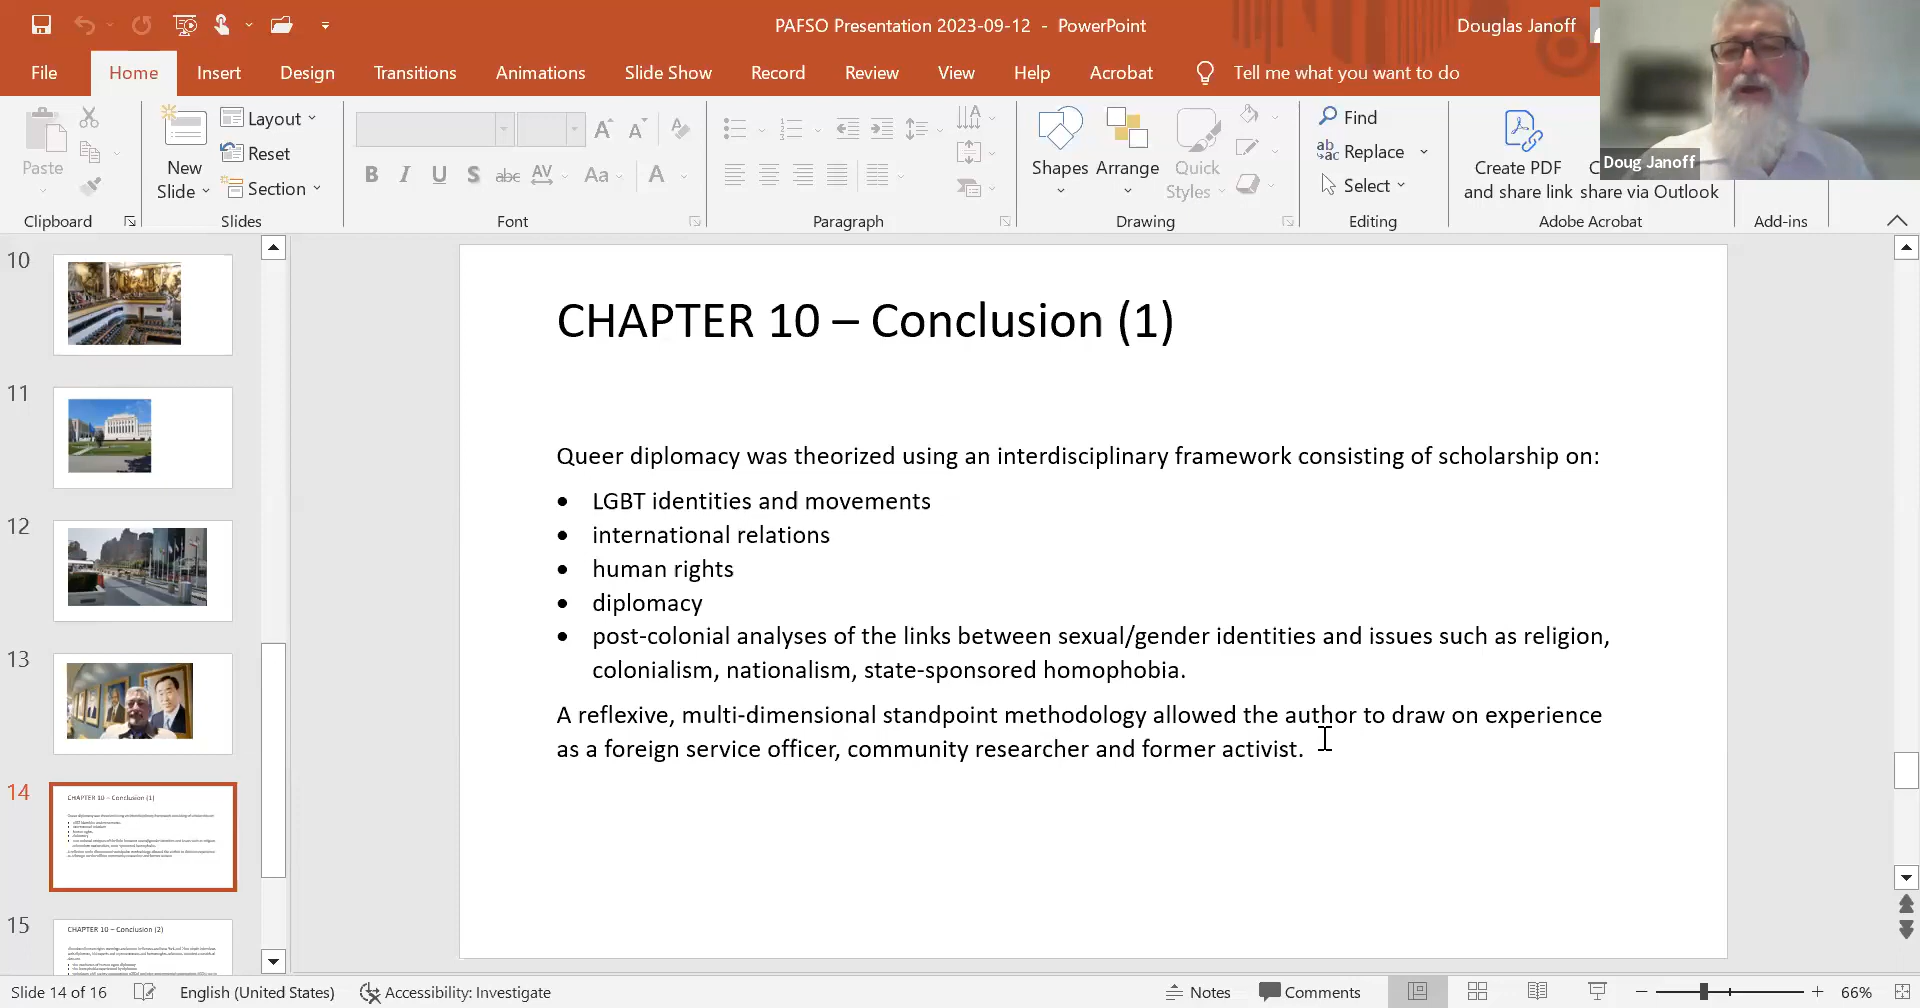 PAFSO Presentation 2023-09-12 - PowerPoint
Douglas Janoff
File Home Insert Design Transitions Animations Slide Show Record Review View Help Acrobat Tell me what you want to do
Paste
New Slide
Layout
Reset
Section
Shapes
Arrange
Quick Styles
Find
Replace
Select
Create PDF and share link
share via Outlook
Doug Janoff
Clipboard Slides Font Paragraph Drawing Editing Adobe Acrobat Add-ins
10
11
12
13
14
CHAPTER 10 – Conclusion (1)
15
CHAPTER 10 – Conclusion (2)
CHAPTER 10 – Conclusion (1)
Queer diplomacy was theorized using an interdisciplinary framework consisting of scholarship on:
• LGBT identities and movements
• international relations
• human rights
• diplomacy
• post-colonial analyses of the links between sexual/gender identities and issues such as religion,
colonialism, nationalism, state-sponsored homophobia.
A reflexive, multi-dimensional standpoint methodology allowed the author to draw on experience
as a foreign service officer, community researcher and former activist.
Slide 14 of 16 English (United States) Accessibility: Investigate Notes Comments 66%